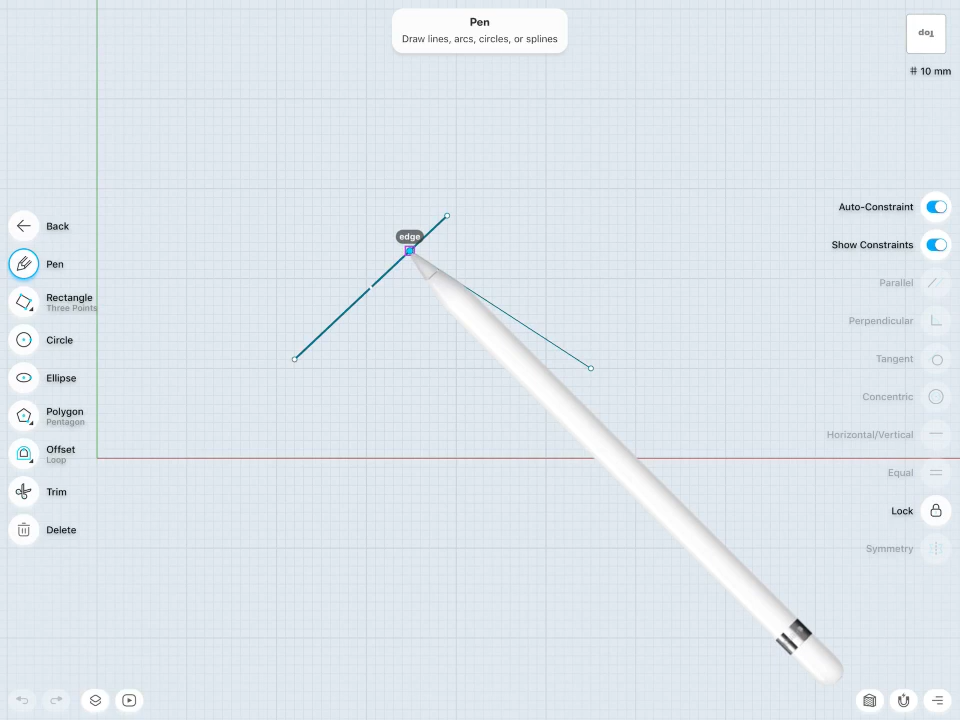 Pen
Draw lines, arcs, circles, or splines
Top
10 mm
Auto-Constraint
Back
edge
Show Constraints
Pen
Parallel
Rectangle
Three Points
Perpendicular
Circle
Tangent
Ellipse
Concentric
Polygon
Pentagon
Horizontal/Vertical
Offset
Loop
Equal
Trim
Lock
Delete
Symmetry